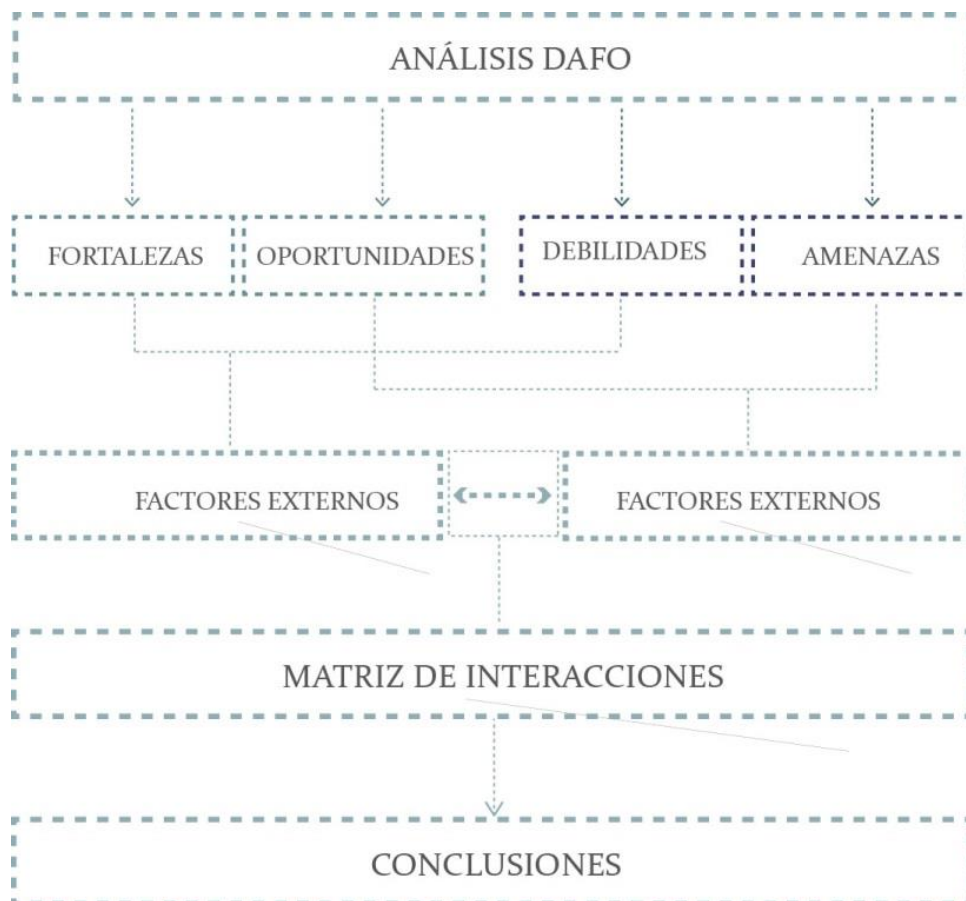 ANÁLISIS DAFO
FORTALEZAS
OPORTUNIDADES
DEBILIDADES
AMENAZAS
FACTORES EXTERNOS
FACTORES EXTERNOS
MATRIZ DE INTERACCIONES
CONCLUSIONES